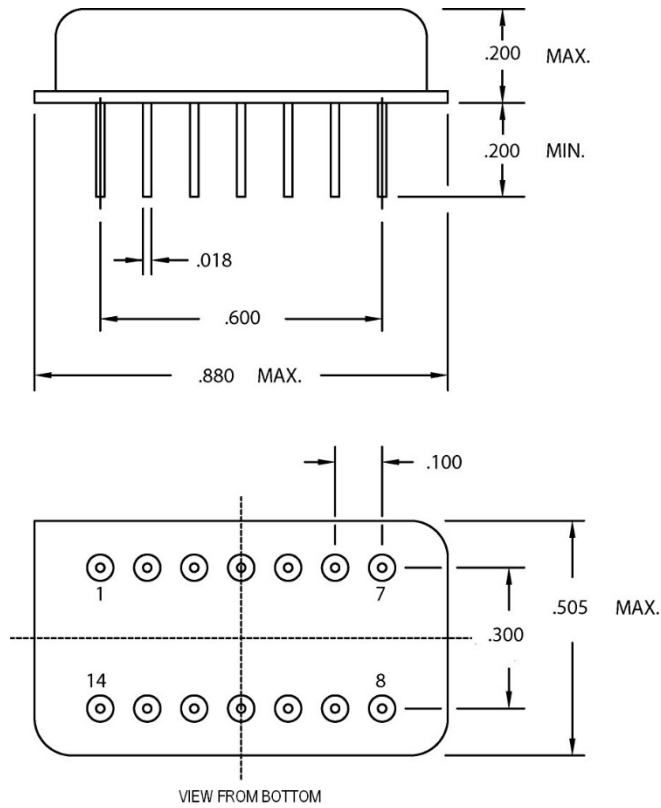 .200 MAX.
.200 MIN.
.018
.600
.880 MAX.
.100
1 7
.505 MAX.
.300
14 8
VIEW FROM BOTTOM